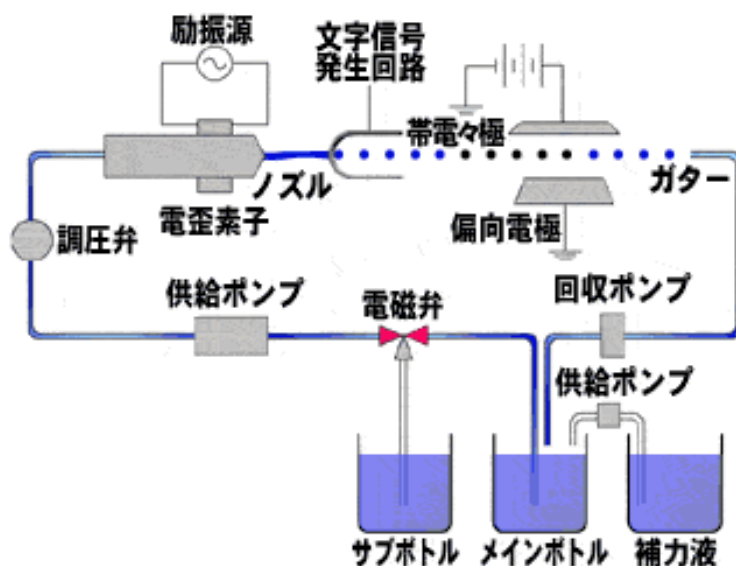 励振源
文字信号
発生回路
帯電々極
ノズル
ガター
電歪素子
偏向電極
調圧弁
供給ポンプ
電磁弁
回収ポンプ
供給ポンプ
サブボトル
メインボトル
補力液